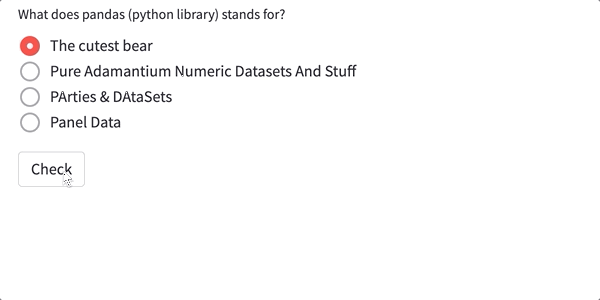 What does pandas (python library) stands for?
The cutest bear
Pure Adamantium Numeric Datasets And Stuff
PArties & DAtaSets
Panel Data
Check